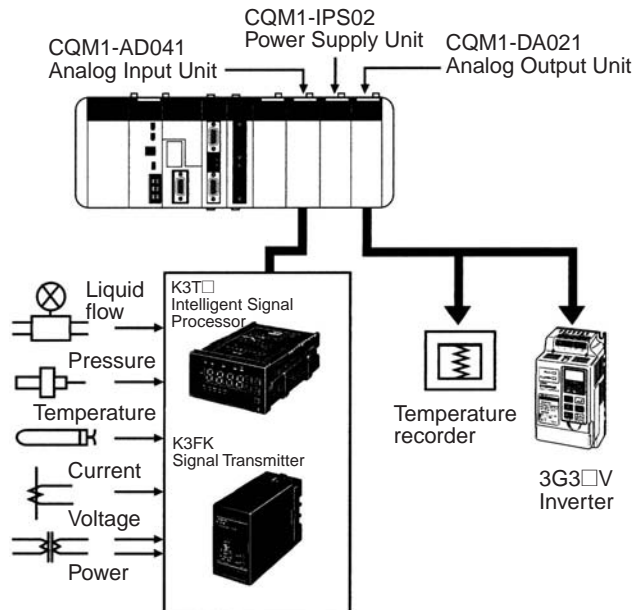 CQM1-IPS02
Power Supply Unit
CQM1-AD041
Analog Input Unit
CQM1-DA021
Analog Output Unit
Liquid
flow
Pressure
Temperature
Current
Voltage
Power
K3T□
Intelligent Signal
Processor
K3FK
Signal Transmitter
Temperature
recorder
3G3□V
Inverter